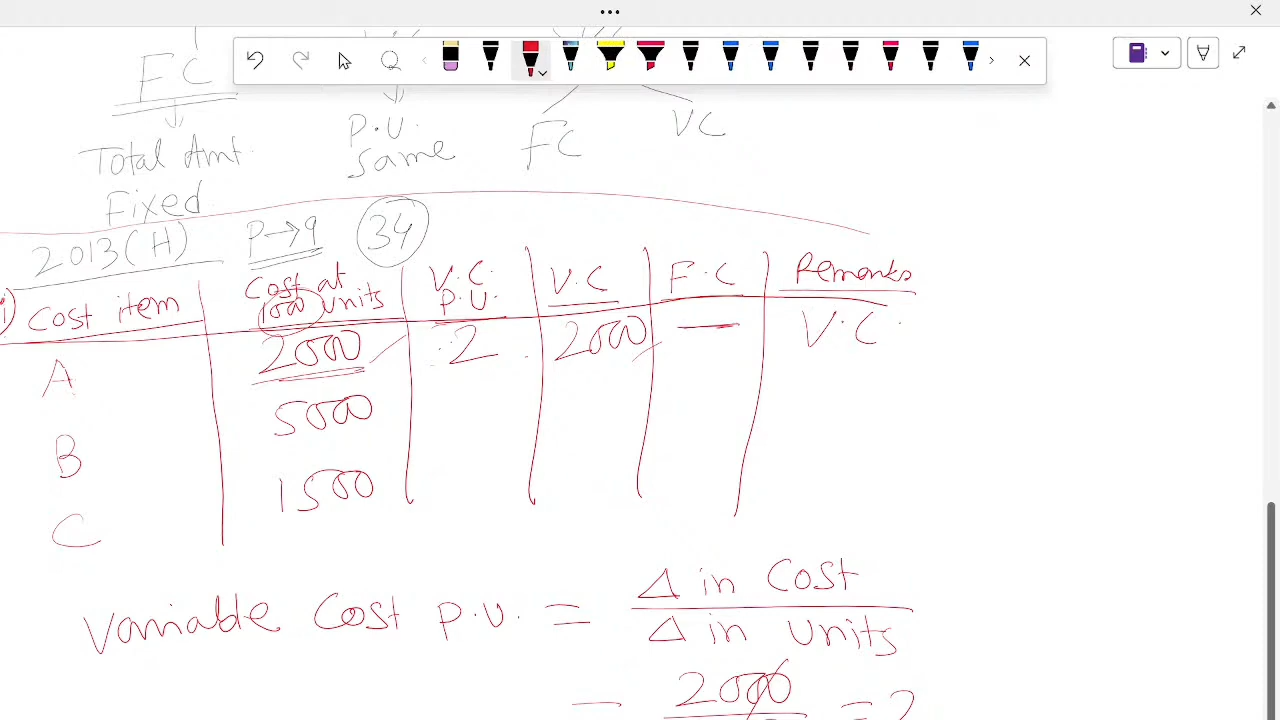 FC
P.U.
Same
FC
VC
Total Amt.
Fixed
2013(H) P→9 34
i) Cost item Cost at 1000 units V.C. P.U. V.C F.C Remarks
A 2000 2 2000 — V.C.
B 5000
C 1500
Variable Cost p.u. = Δ in Cost
Δ in units
= 2000 = 2